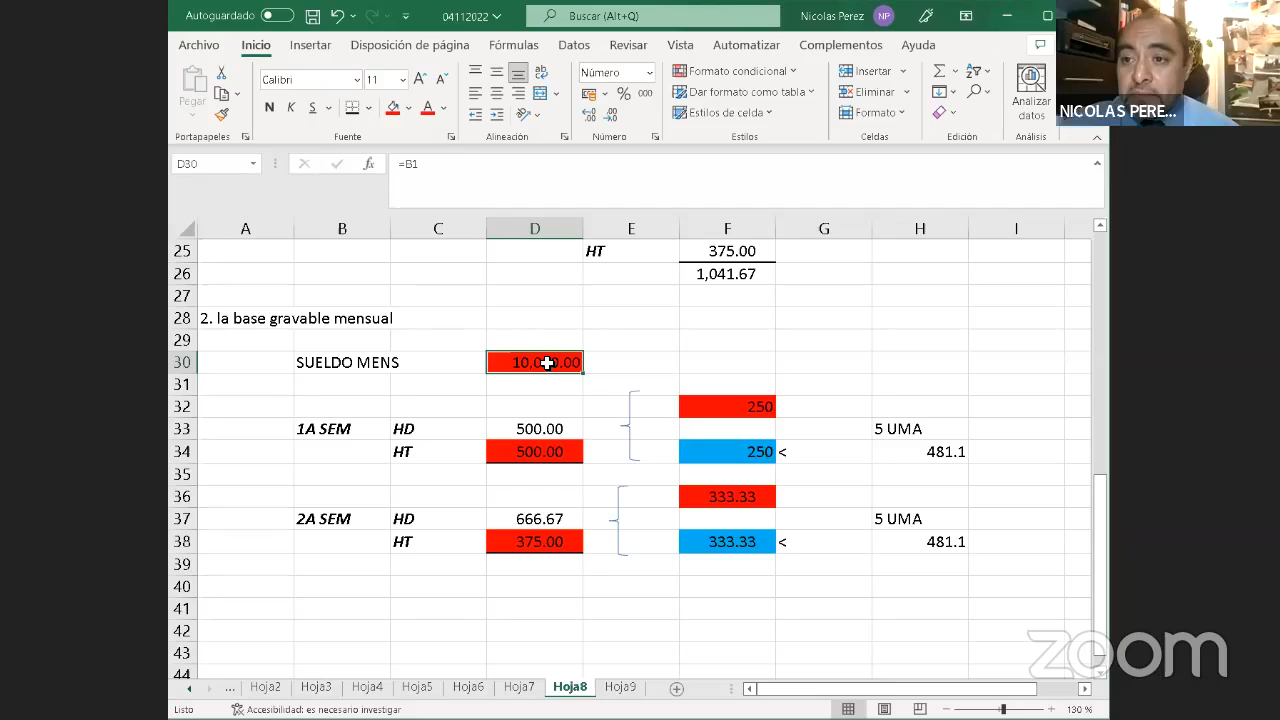 Autoguardado
04112022
Buscar (Alt+Q)
Nicolas Perez
NP
Archivo Inicio Insertar Disposición de página Fórmulas Datos Revisar Vista Automatizar Complementos Ayuda
Pegar
Calibri 11
N K S
A A
ab
Número
% 000
Formato condicional
Dar formato como tabla
Estilos de celda
Insertar
Eliminar
Formato
Analizar
datos
Portapapeles Fuente Alineación Número Estilos Celdas Edición Análisis
NICOLAS PERE...
D30 fx =B1
A B C D E F G H I
25 HT 375.00
26 1,041.67
27
28 2. la base gravable mensual
29
30 SUELDO MENS
31
32 250
33 1A SEM HD 500.00 5 UMA
34 HT 500.00 250 < 481.1
35
36 333.33
37 2A SEM HD 666.67 5 UMA
38 HT 375.00 333.33 < 481.1
39
40
41
42
43
44
zoom
... Hoja2 Hoja3 Hoja4 Hoja5 Hoja6 Hoja7 Hoja8 Hoja9
Listo Accesibilidad: es necesario investigar 130 %